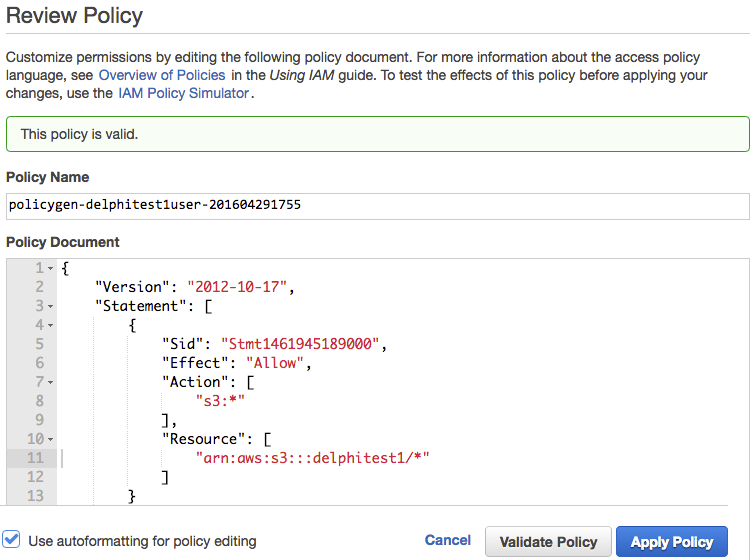 Review Policy
Customize permissions by editing the following policy document. For more information about the access policy
language, see Overview of Policies in the Using IAM guide. To test the effects of this policy before applying your
changes, use the IAM Policy Simulator.
This policy is valid.
Policy Name
policygen-delphitest1user-201604291755
Policy Document
1 {
2 "Version": "2012-10-17",
3 "Statement": [
4 {
5 "Sid": "Stmt1461945189000",
6 "Effect": "Allow",
7 "Action": [
8 "s3:*"
9 ],
10 "Resource": [
11 "arn:aws:s3:::delphitest1/*"
12 ]
13 }
Use autoformatting for policy editing
Cancel
Validate Policy
Apply Policy